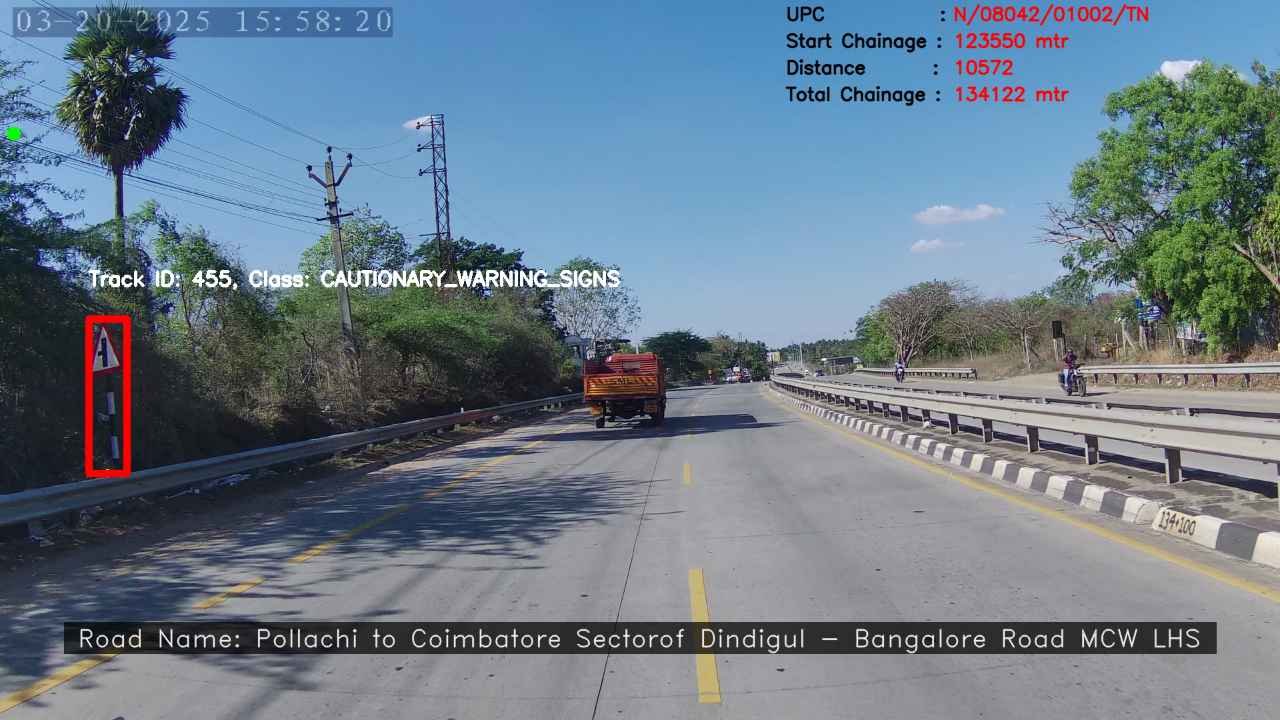 03-20-2025 15:58:20
UPC : N/08042/01002/TN
Start Chainage : 123550 mtr
Distance : 10572
Total Chainage : 134122 mtr
Track ID: 455, Class: CAUTIONARY_WARNING_SIGNS
134+100
Road Name: Pollachi to Coimbatore Sectorof Dindigul - Bangalore Road MCW LHS